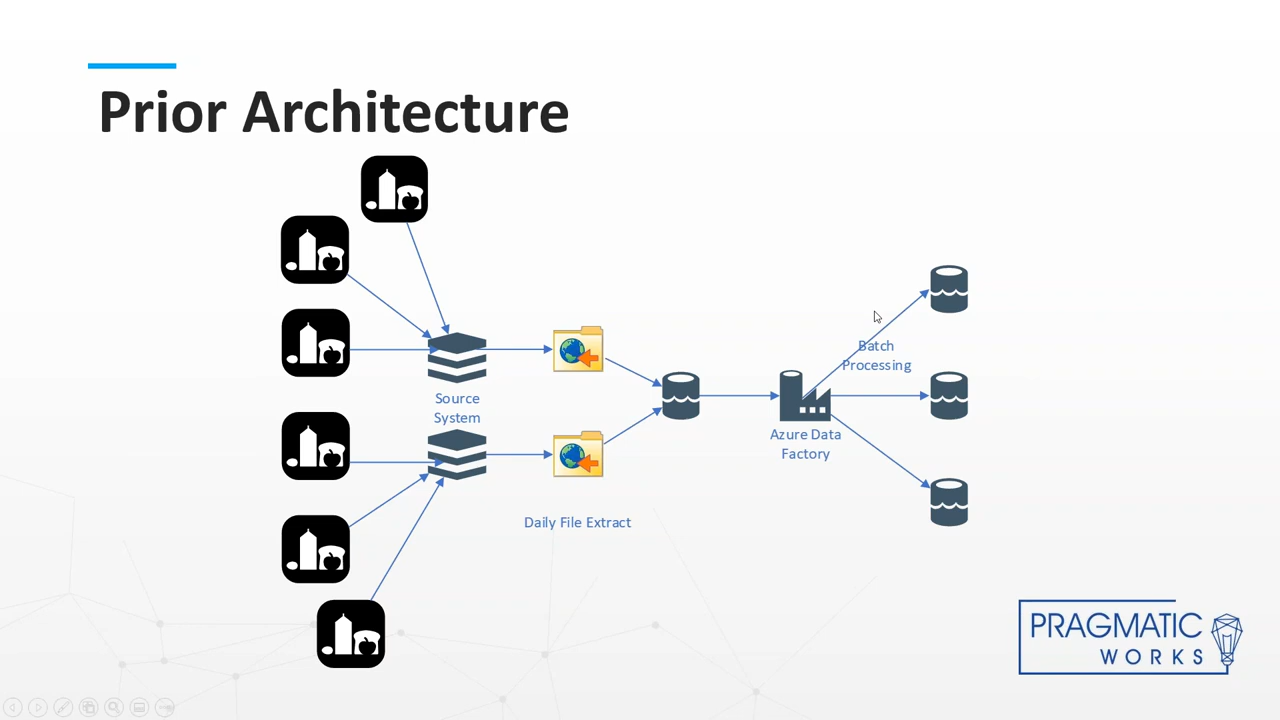 Prior Architecture
Source
System
Daily File Extract
Azure Data
Factory
Batch
Processing
PRAGMATIC
WORKS